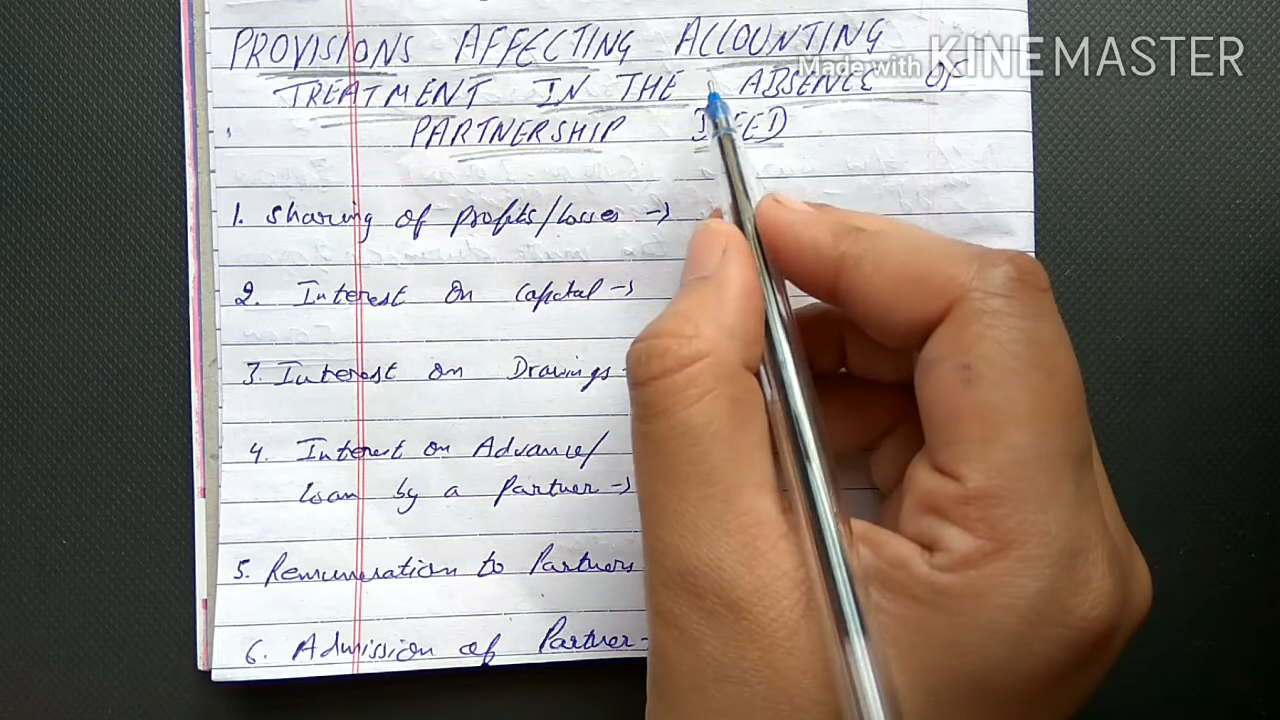 PROVISIONS AFFECTING ACCOUNTING
Made with KINEMASTER
TREATMENT IN THE ABSENCE OF
PARTNERSHIP DEED
1. Sharing of Profits/Losses →
2. Interest on Capital →
3. Interest on Drawings -
4. Interest on Advance/
Loan by a Partner →
5. Remuneration to Partners
6. Admission of Partner -